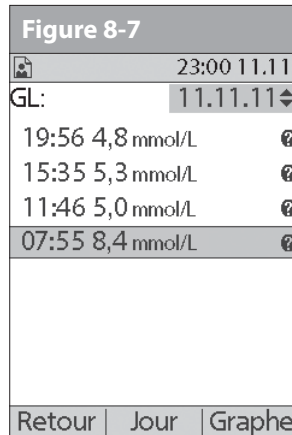 Figure 8-7
23:00 11.11
GL: 11.11.11
19:56 4,8 mmol/L ?
15:35 5,3 mmol/L ?
11:46 5,0 mmol/L ?
07:55 8,4 mmol/L ?
Retour Jour Graphe